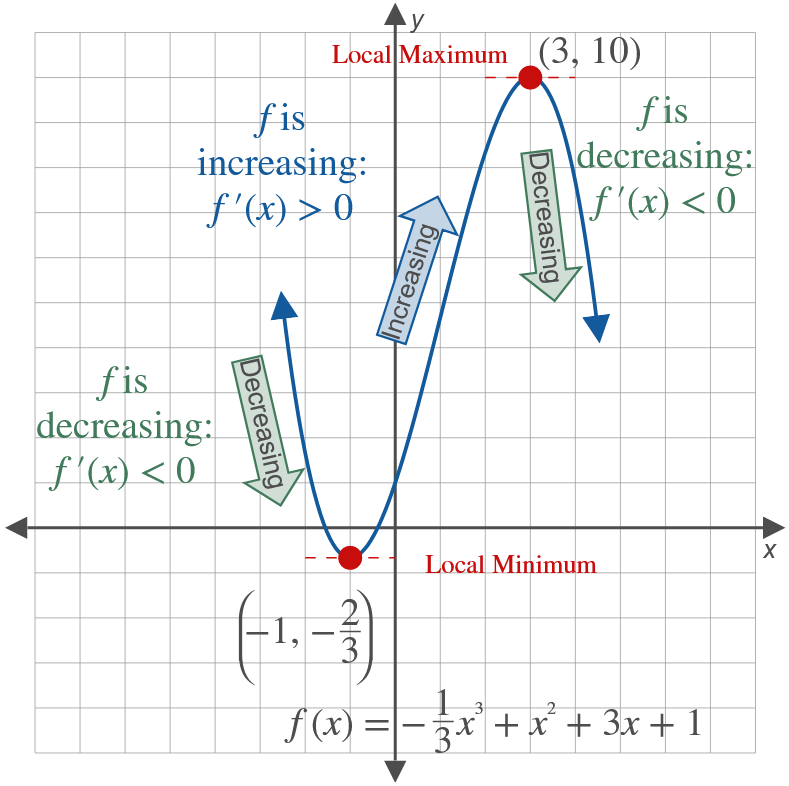 y
Local Maximum
(3, 10)
f is
increasing:
f ′(x) > 0
f is
decreasing:
f ′(x) < 0
Decreasing
Increasing
f is
decreasing:
f ′(x) < 0
Decreasing
x
Local Minimum
(−1, −2/3)
f (x) = −1/3x³ + x² + 3x + 1